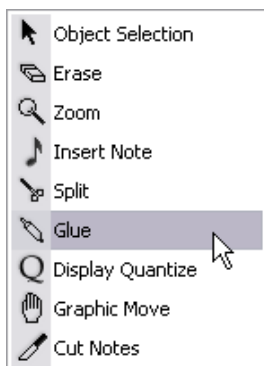 Object Selection
Erase
Zoom
Insert Note
Split
Glue
Q Display Quantize
Graphic Move
Cut Notes